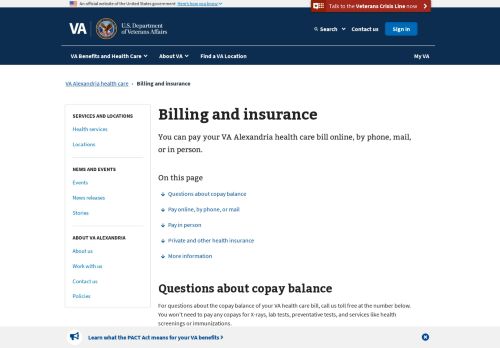 An official website of the United States government Here's how you know
Talk to the Veterans Crisis Line now
VA
U.S. Department
of Veterans Affairs
Search
Contact us
Sign in
VA Benefits and Health Care
About VA
Find a VA Location
My VA
VA Alexandria health care › Billing and insurance
SERVICES AND LOCATIONS
Health services
Locations
NEWS AND EVENTS
Events
News releases
Stories
ABOUT VA ALEXANDRIA
About us
Work with us
Contact us
Policies
Billing and insurance
You can pay your VA Alexandria health care bill online, by phone, mail,
or in person.
On this page
Questions about copay balance
Pay online, by phone, or mail
Pay in person
Private and other health insurance
More information
Questions about copay balance
For questions about the copay balance of your VA health care bill, call us toll free at the number below.
You won't need to pay any copays for X-rays, lab tests, preventative tests, and services like health
screenings or immunizations.
Learn what the PACT Act means for your VA benefits